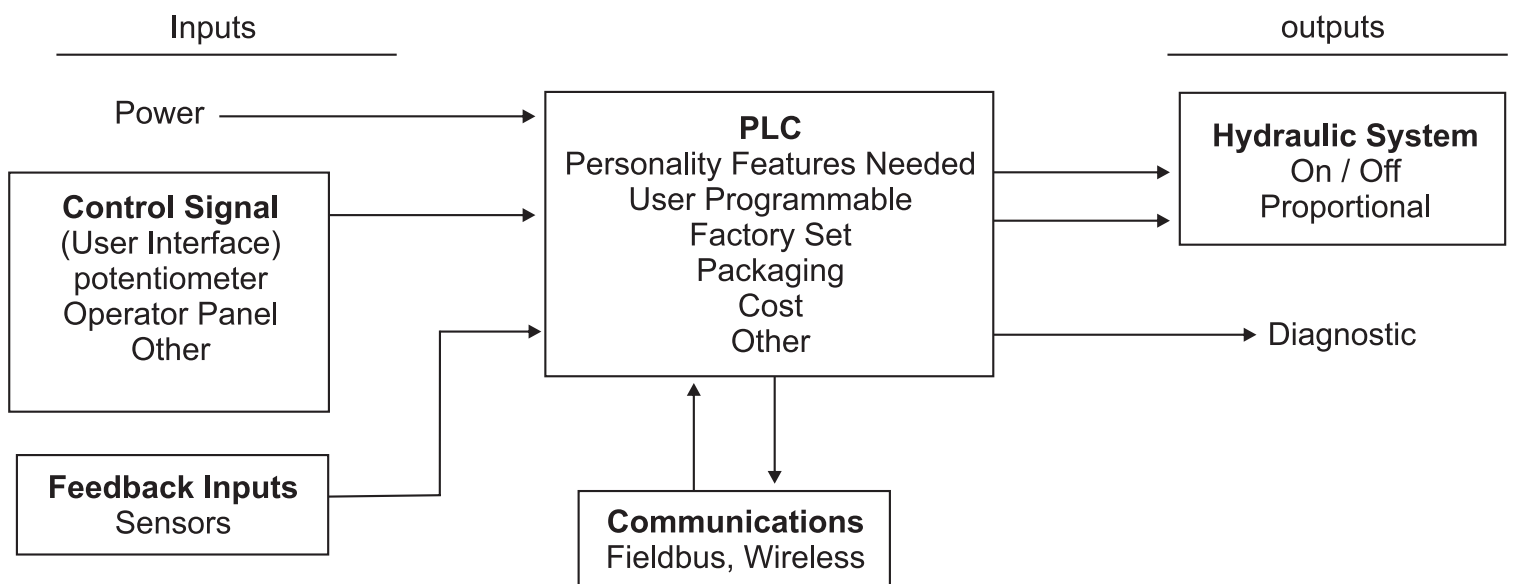 Inputs
outputs
Power
Control Signal
(User Interface)
potentiometer
Operator Panel
Other
Feedback Inputs
Sensors
PLC
Personality Features Needed
User Programmable
Factory Set
Packaging
Cost
Other
Communications
Fieldbus, Wireless
Hydraulic System
On / Off
Proportional
Diagnostic